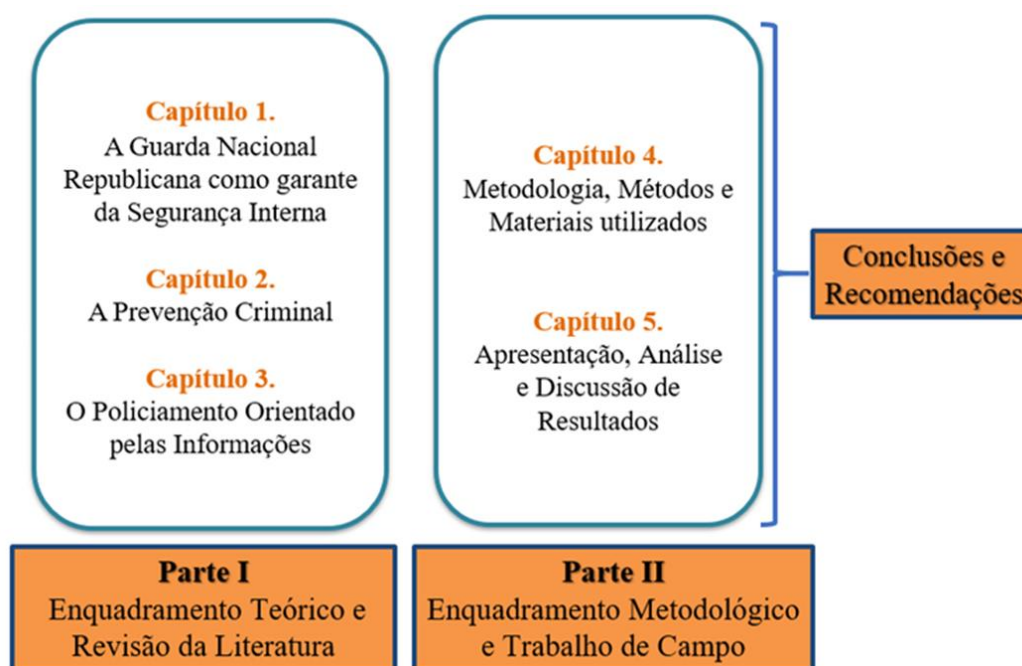 Capítulo 1.
A Guarda Nacional
Republicana como garante
da Segurança Interna
Capítulo 2.
A Prevenção Criminal
Capítulo 3.
O Policiamento Orientado
pelas Informações
Parte I
Enquadramento Teórico e
Revisão da Literatura
Capítulo 4.
Metodologia, Métodos e
Materiais utilizados
Capítulo 5.
Apresentação, Análise
e Discussão de
Resultados
Parte II
Enquadramento Metodológico
e Trabalho de Campo
Conclusões e
Recomendações